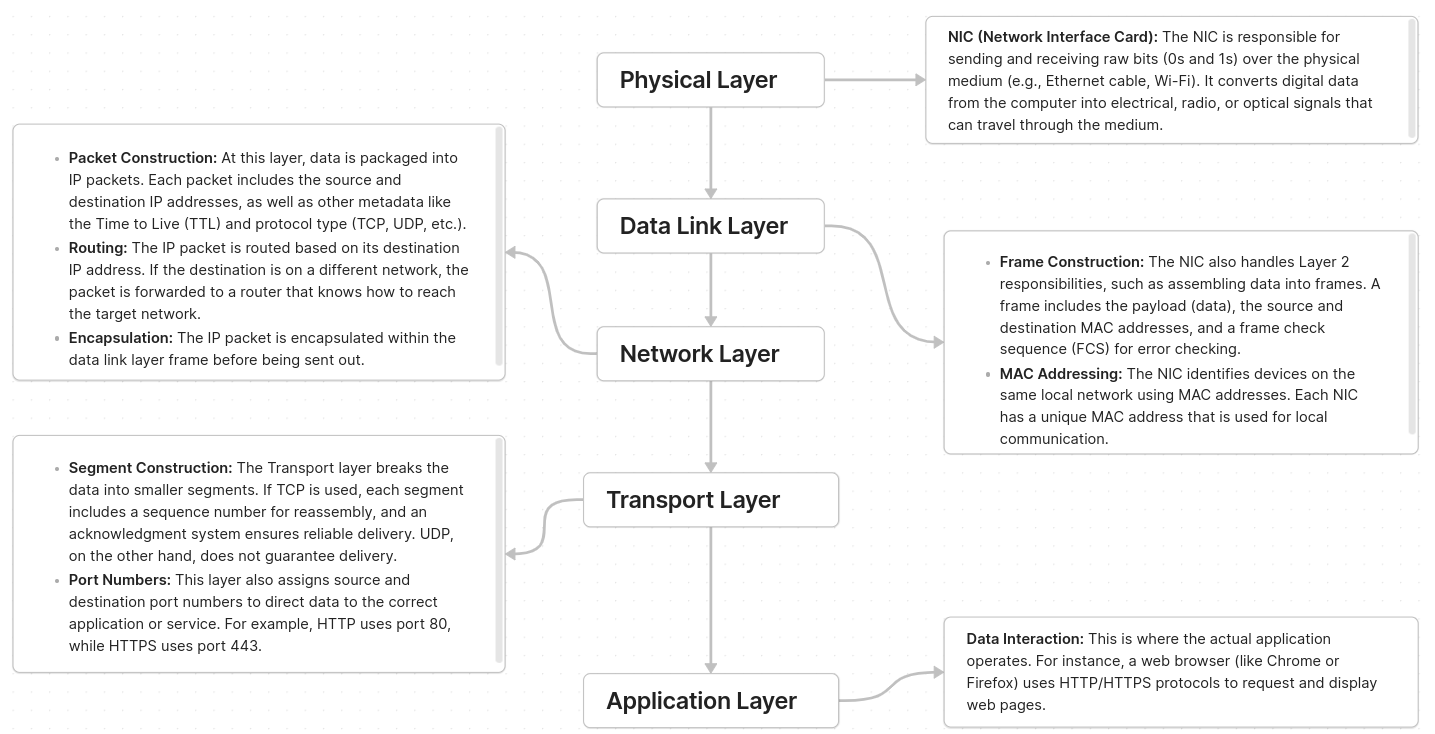 Physical Layer
NIC (Network Interface Card): The NIC is responsible for
sending and receiving raw bits (0s and 1s) over the physical
medium (e.g., Ethernet cable, Wi-Fi). It converts digital data
from the computer into electrical, radio, or optical signals that
can travel through the medium.
Data Link Layer
Frame Construction: The NIC also handles Layer 2
responsibilities, such as assembling data into frames. A
frame includes the payload (data), the source and
destination MAC addresses, and a frame check
sequence (FCS) for error checking.
MAC Addressing: The NIC identifies devices on the
same local network using MAC addresses. Each NIC
has a unique MAC address that is used for local
communication.
Network Layer
Packet Construction: At this layer, data is packaged into
IP packets. Each packet includes the source and
destination IP addresses, as well as other metadata like
the Time to Live (TTL) and protocol type (TCP, UDP, etc.).
Routing: The IP packet is routed based on its destination
IP address. If the destination is on a different network, the
packet is forwarded to a router that knows how to reach
the target network.
Encapsulation: The IP packet is encapsulated within the
data link layer frame before being sent out.
Transport Layer
Segment Construction: The Transport layer breaks the
data into smaller segments. If TCP is used, each segment
includes a sequence number for reassembly, and an
acknowledgment system ensures reliable delivery. UDP,
on the other hand, does not guarantee delivery.
Port Numbers: This layer also assigns source and
destination port numbers to direct data to the correct
application or service. For example, HTTP uses port 80,
while HTTPS uses port 443.
Application Layer
Data Interaction: This is where the actual application
operates. For instance, a web browser (like Chrome or
Firefox) uses HTTP/HTTPS protocols to request and display
web pages.